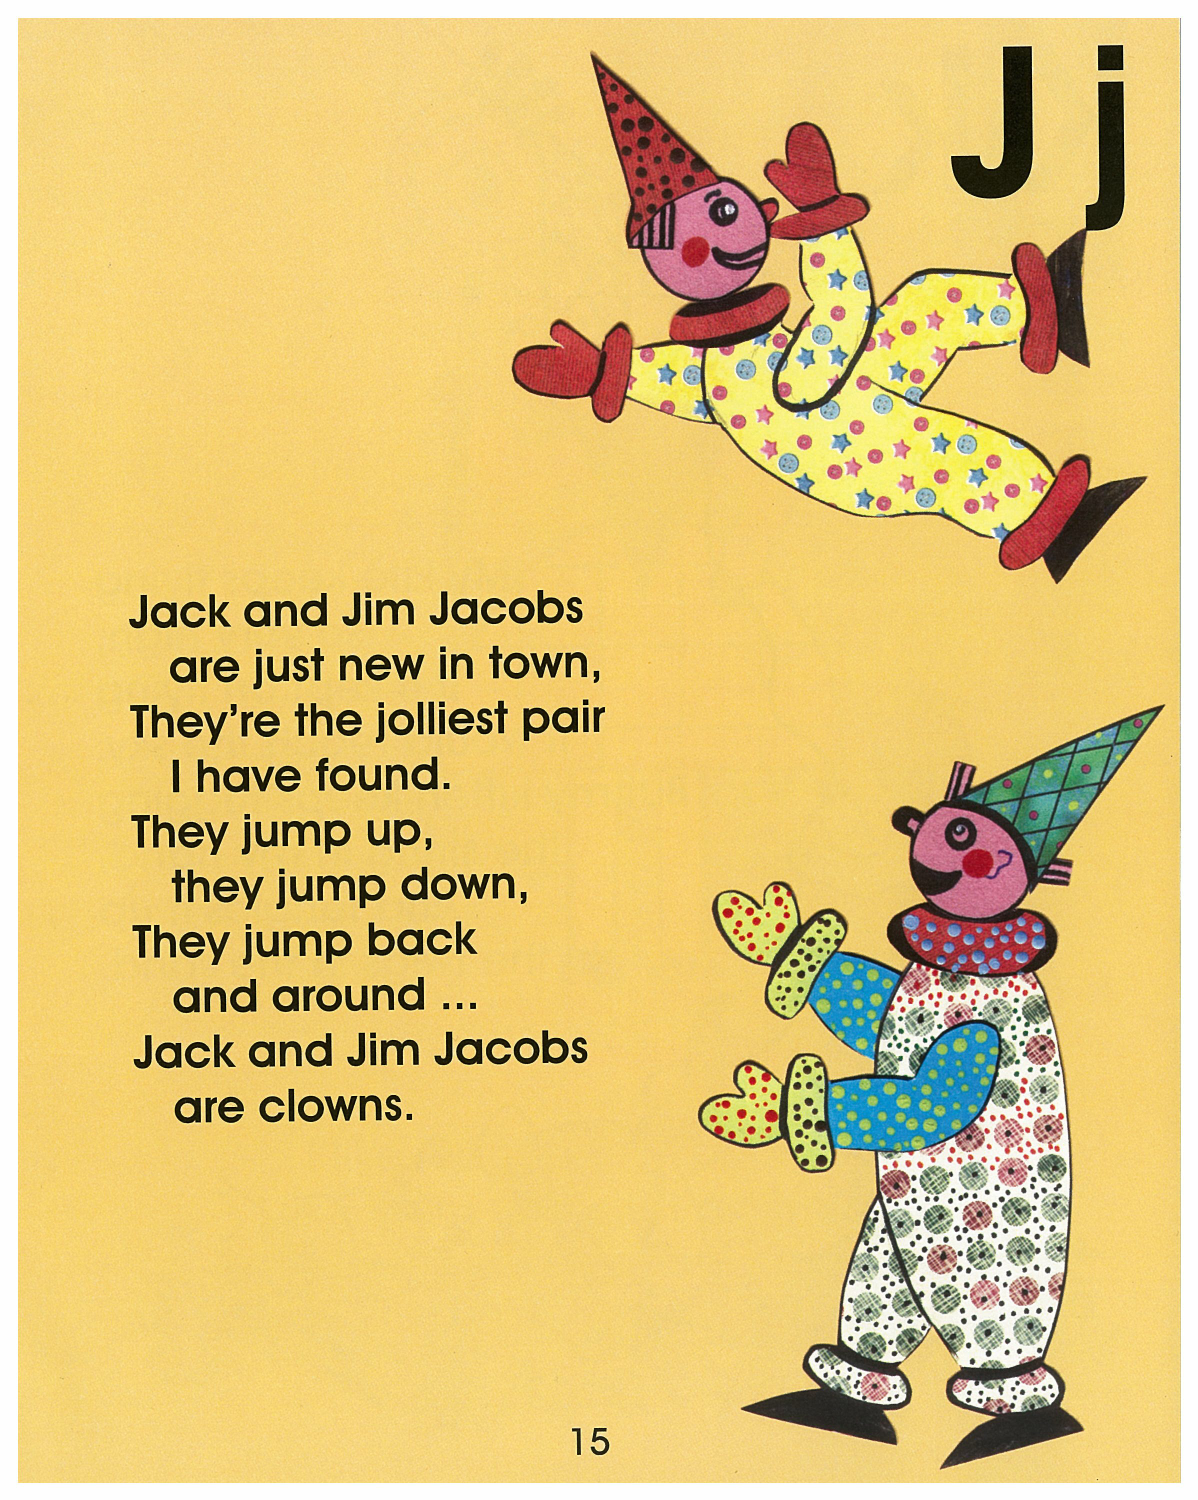 J j
Jack and Jim Jacobs
are just new in town,
They're the jolliest pair
I have found.
They jump up,
they jump down,
They jump back
and around ...
Jack and Jim Jacobs
are clowns.
15